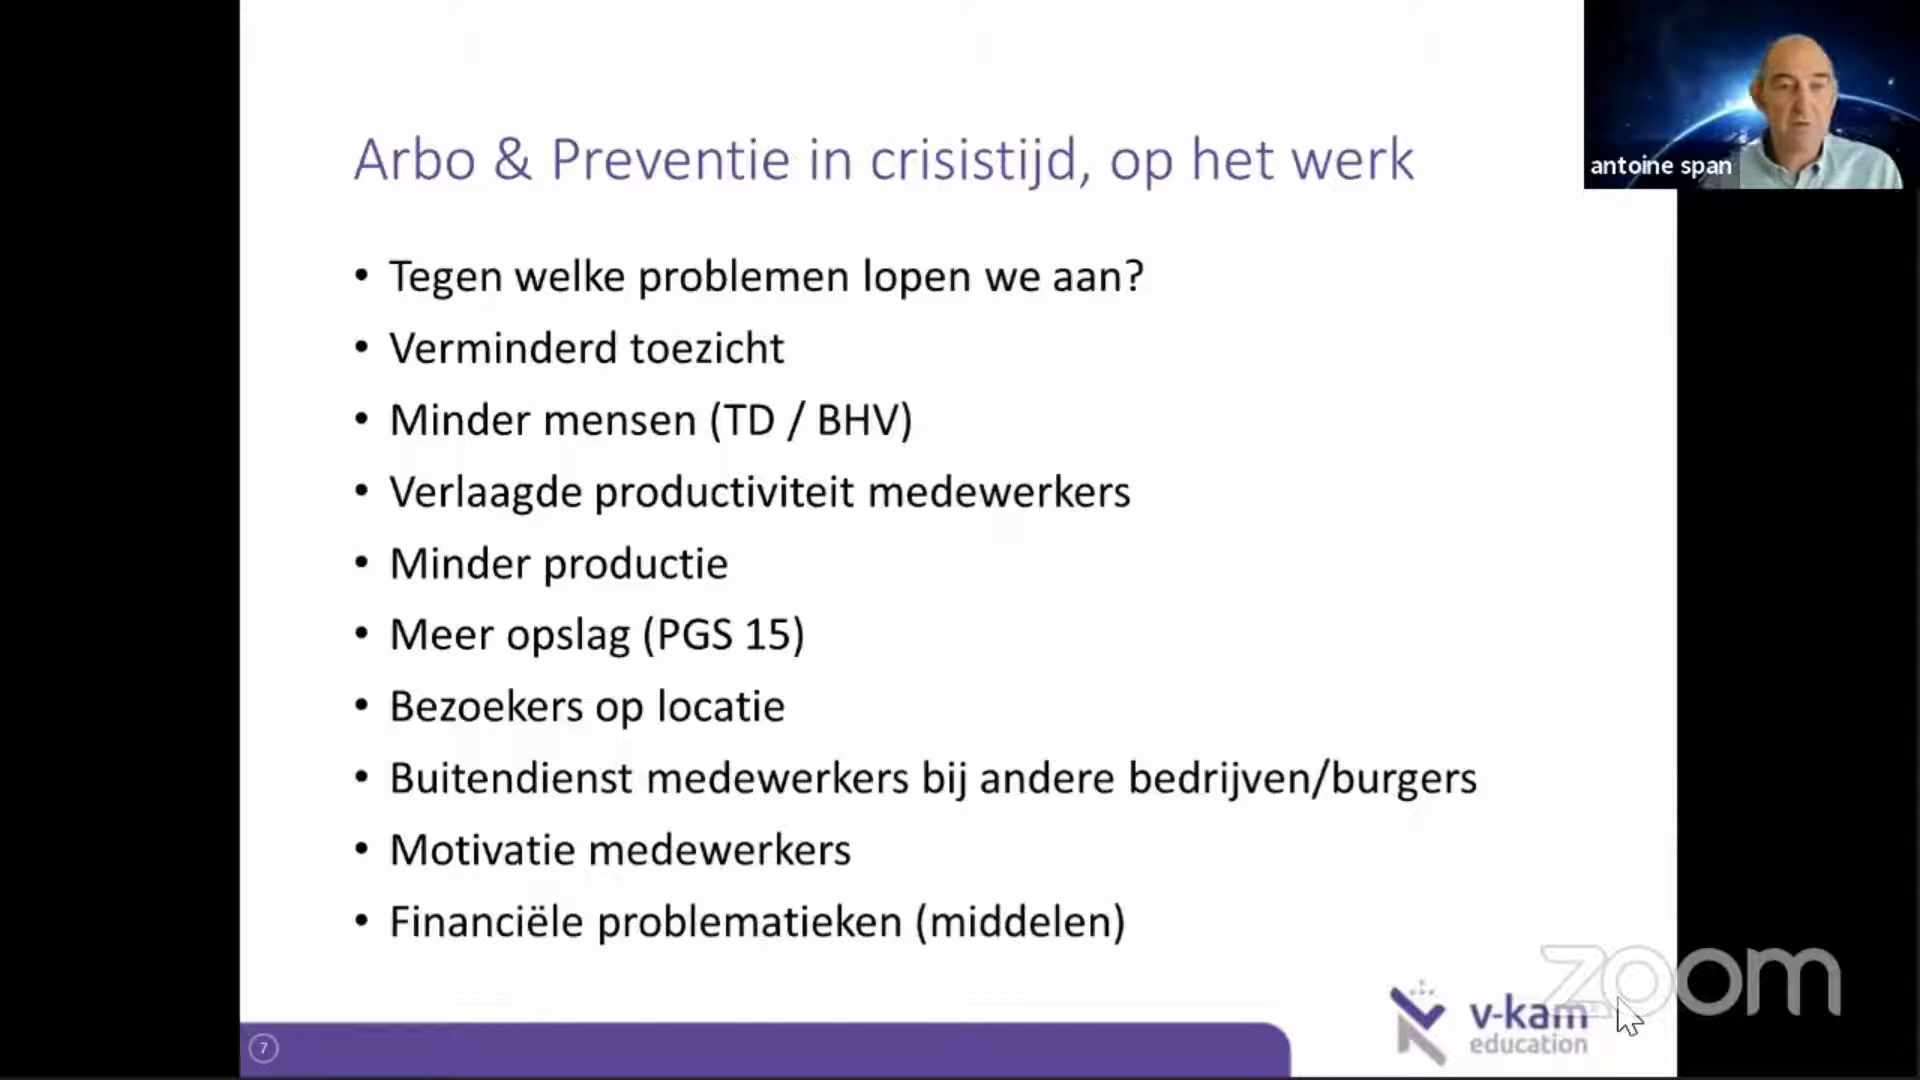 antoine span
Arbo & Preventie in crisistijd, op het werk
• Tegen welke problemen lopen we aan?
• Verminderd toezicht
• Minder mensen (TD / BHV)
• Verlaagde productiviteit medewerkers
• Minder productie
• Meer opslag (PGS 15)
• Bezoekers op locatie
• Buitendienst medewerkers bij andere bedrijven/burgers
• Motivatie medewerkers
• Financiële problematieken (middelen)
zoom
v-kam
education
7